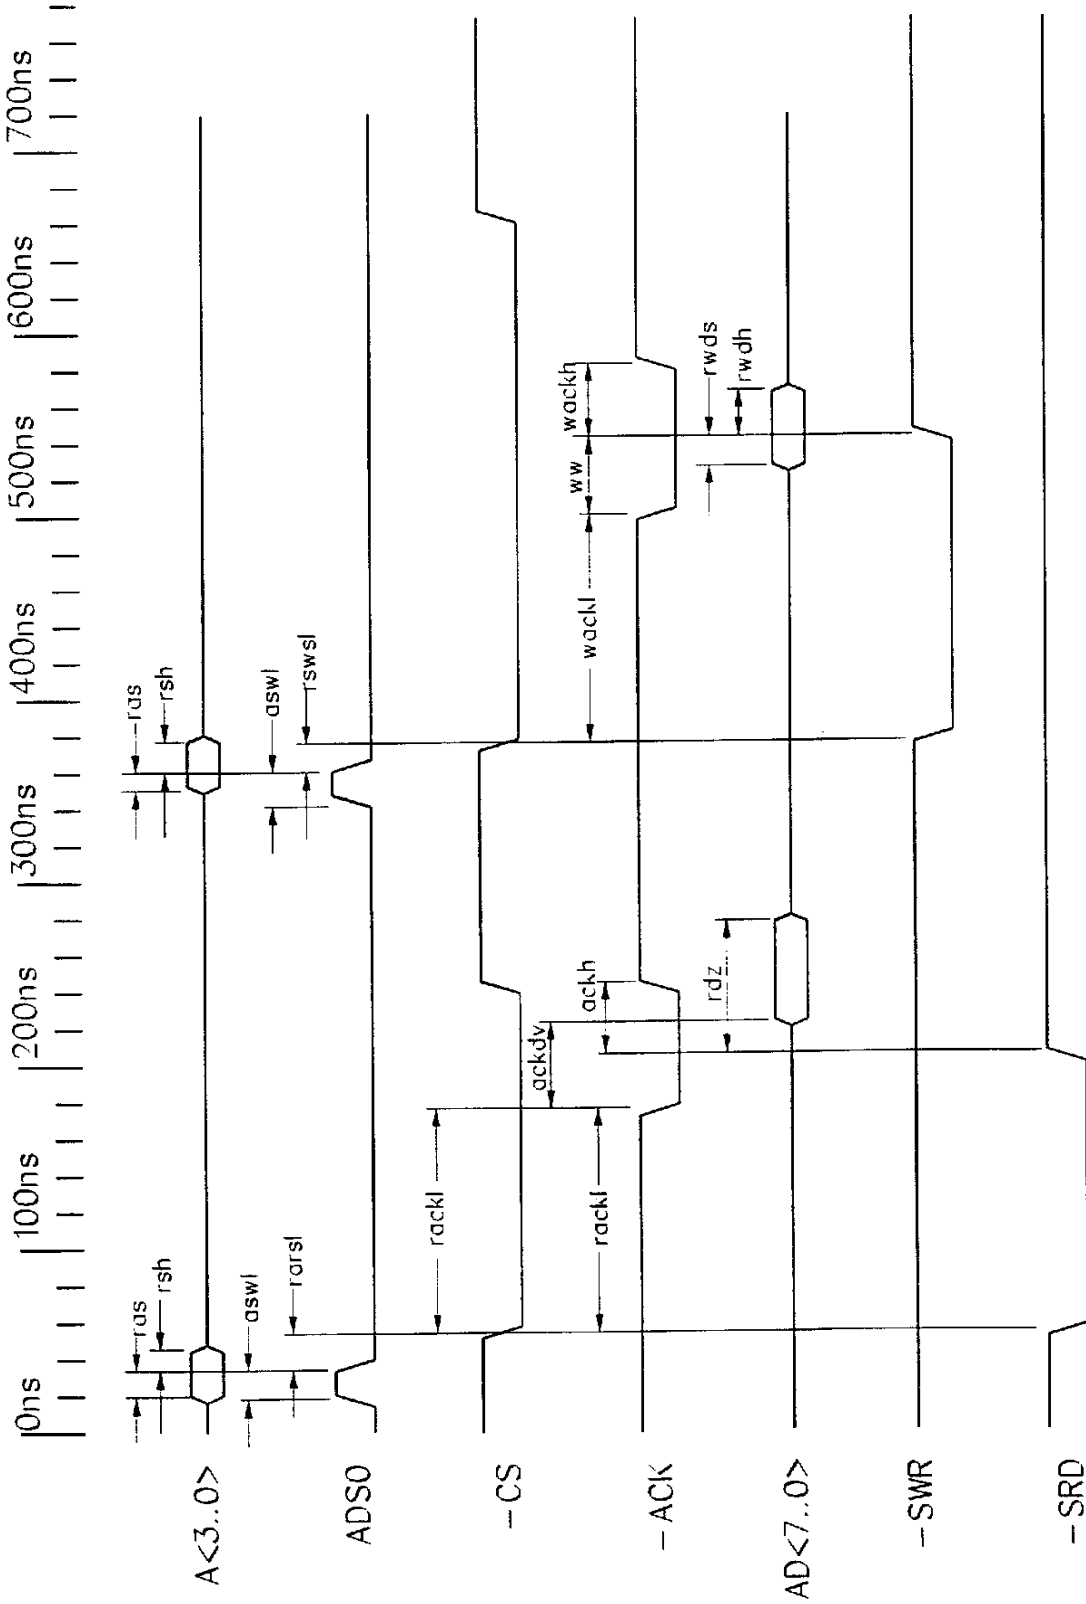 0ns 100ns 200ns 300ns 400ns 500ns 600ns 700ns
ras ras
A<3..0> rsh rsh
aswl aswl
ADS0 rarsl rswsl
-CS rackl
ackdv wackl ww wackh
-ACK rackl ackh
rdz rwds
rwdh
AD<7..0>
-SWR
-SRD